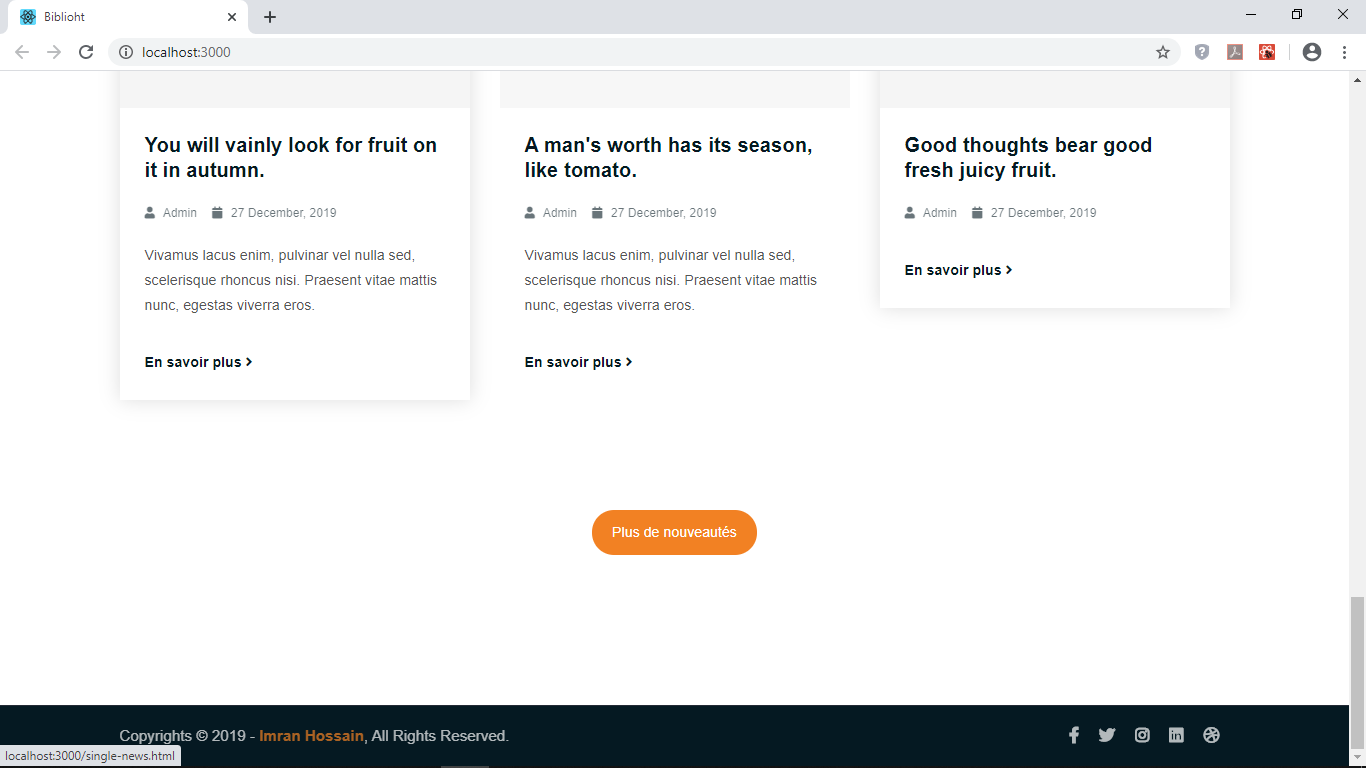 Biblioht
localhost:3000
You will vainly look for fruit on
it in autumn.
Admin 27 December, 2019
Vivamus lacus enim, pulvinar vel nulla sed,
scelerisque rhoncus nisi. Praesent vitae mattis
nunc, egestas viverra eros.
En savoir plus
A man's worth has its season,
like tomato.
Admin 27 December, 2019
Vivamus lacus enim, pulvinar vel nulla sed,
scelerisque rhoncus nisi. Praesent vitae mattis
nunc, egestas viverra eros.
En savoir plus
Good thoughts bear good
fresh juicy fruit.
Admin 27 December, 2019
En savoir plus
Plus de nouveautés
Copyrights © 2019 - Imran Hossain, All Rights Reserved.
localhost:3000/single-news.html